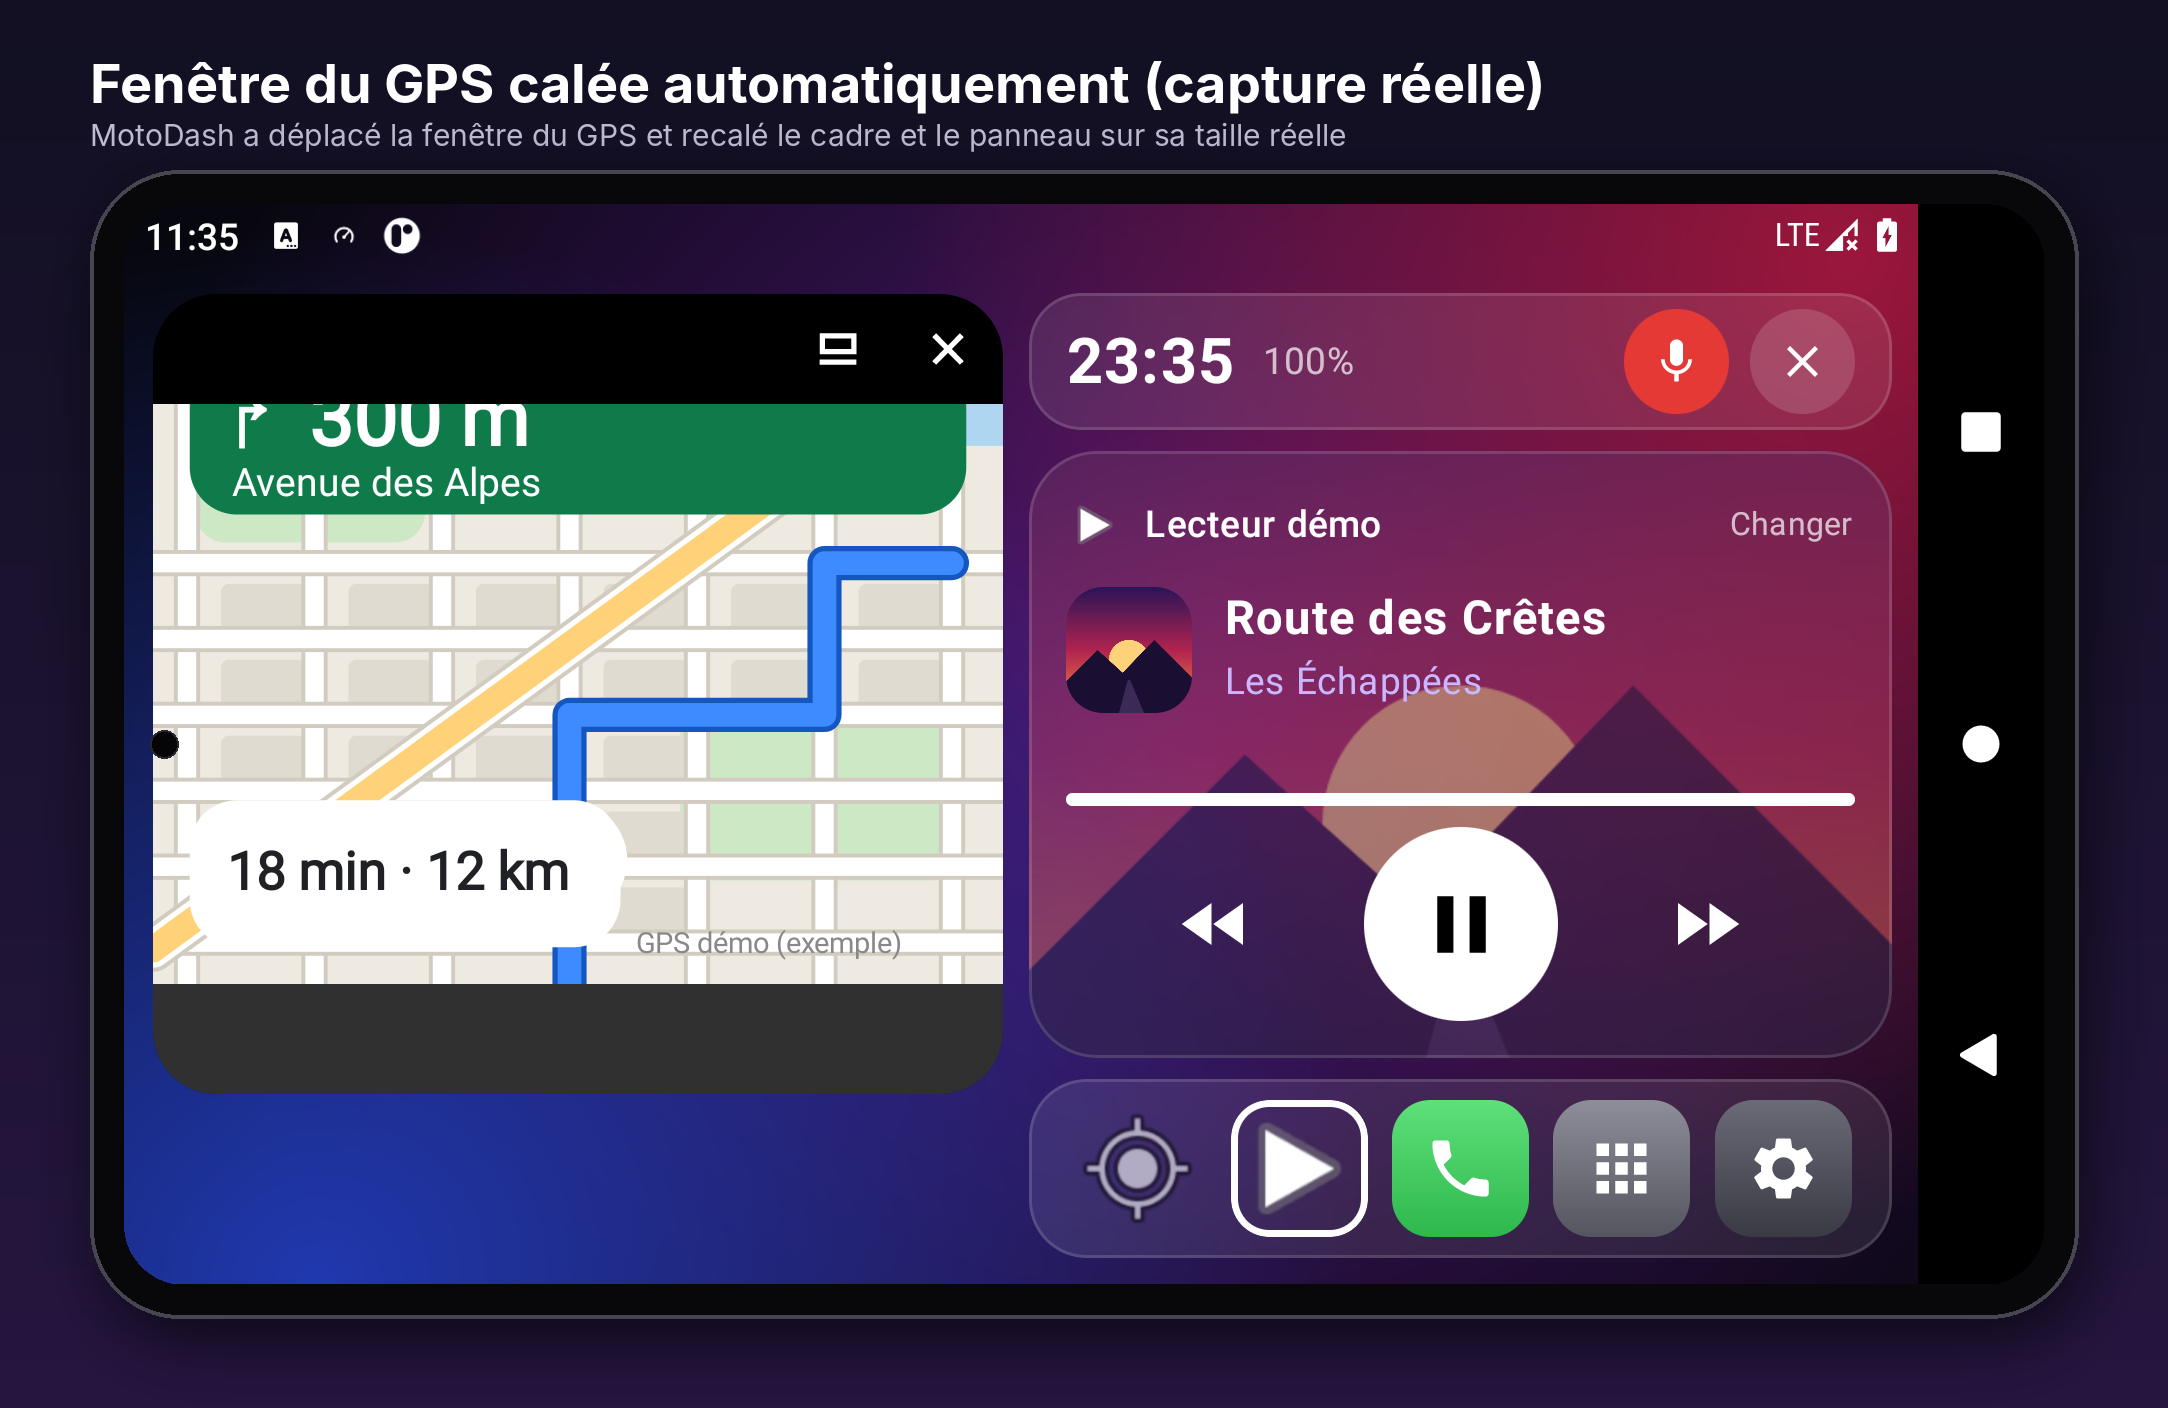 Fenêtre du GPS calée automatiquement (capture réelle)
MotoDash a déplacé la fenêtre du GPS et recalé le cadre et le panneau sur sa taille réelle
11:35
A
LTE
300 m
Avenue des Alpes
18 min · 12 km
GPS démo (exemple)
23:35 100%
Lecteur démo
Changer
Route des Crêtes
Les Échappées